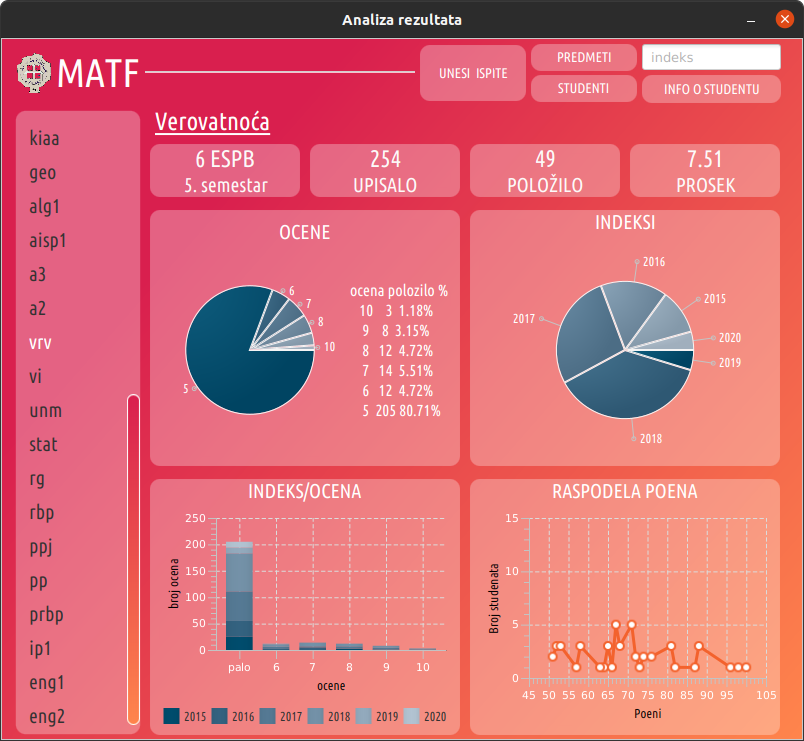 Analiza rezultata
MATF
UNESI ISPITE
PREDMETI
STUDENTI
indeks
INFO O STUDENTU
kiaa
geo
alg1
aisp1
a3
a2
vrv
vi
unm
stat
rg
rbp
ppj
pp
prbp
ip1
eng1
eng2
Verovatnoća
6 ESPB
5. semestar
254
UPISALO
49
POLOŽILO
7.51
PROSEK
OCENE
6
7
8
10
5
ocena polozilo %
10 3 1.18%
9 8 3.15%
8 12 4.72%
7 14 5.51%
6 12 4.72%
5 205 80.71%
INDEKSI
2016
2015
2017
2020
2019
2018
INDEKS/OCENA
250
200
150
100
50
0
broj ocena
palo 6 7 8 9 10
ocene
2015 2016 2017 2018 2019 2020
RASPODELA POENA
15
10
5
0
Broj studenata
45 50 55 60 65 70 75 80 85 90 95 105
Poeni